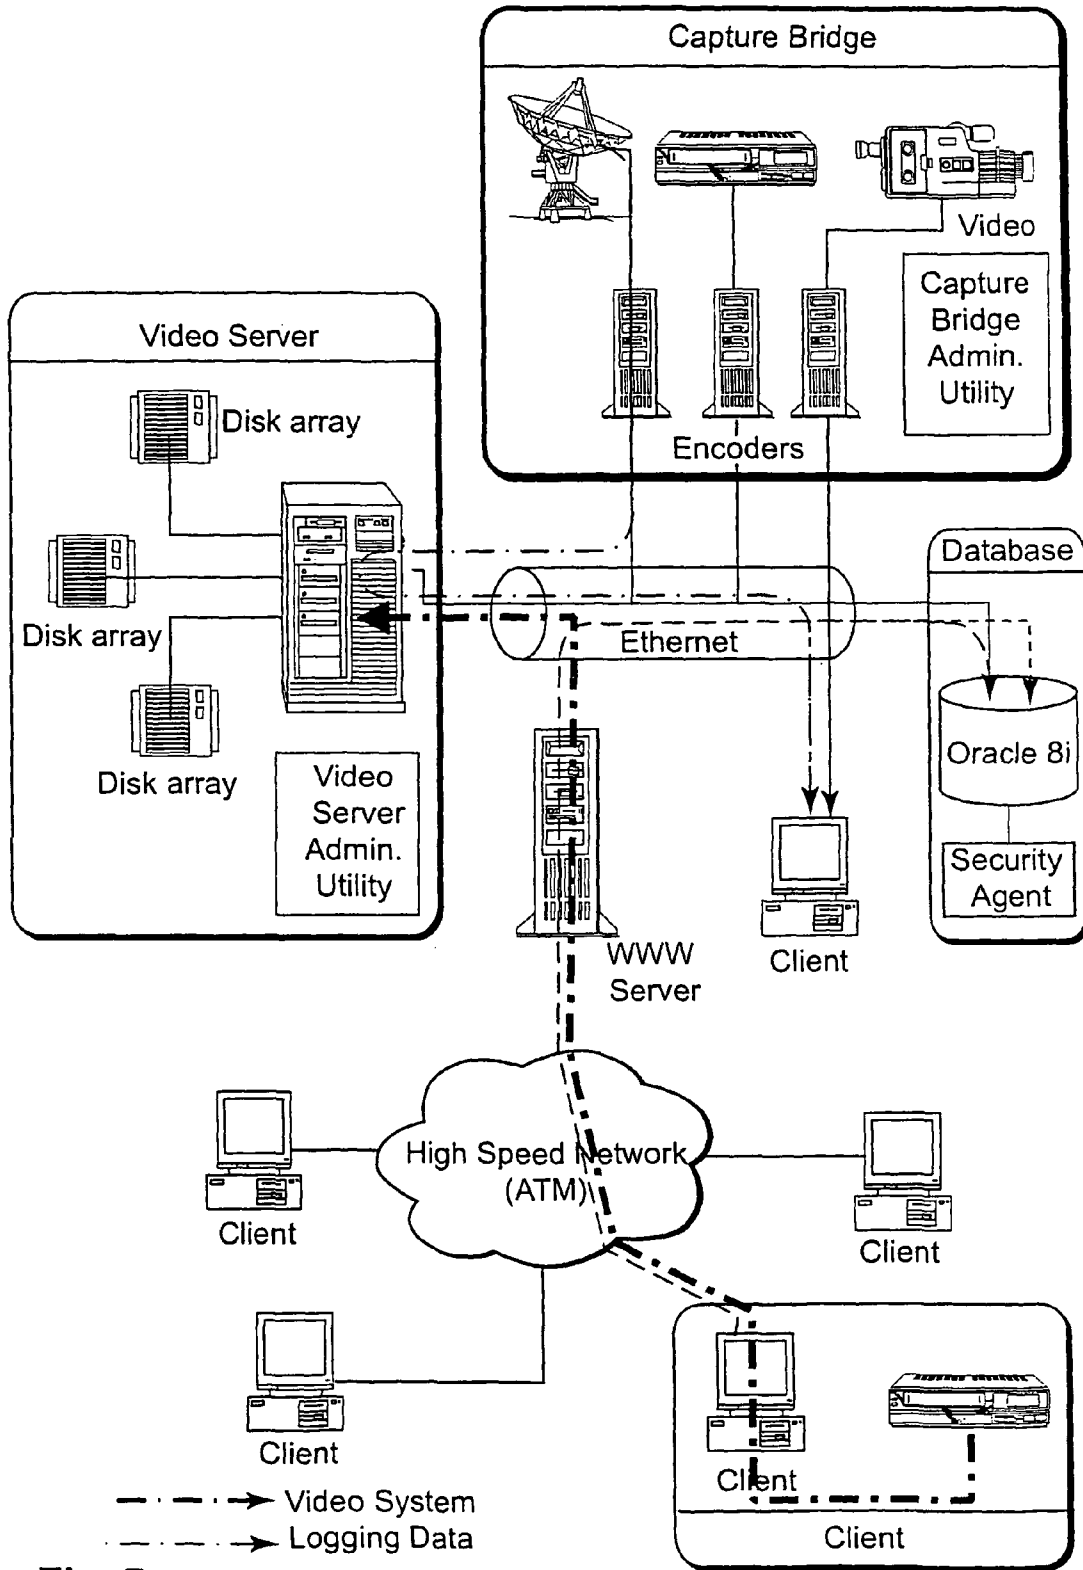 Capture Bridge
Video
Capture
Bridge
Admin.
Utility
Encoders
Video Server
Disk array
Disk array
Disk array
Video
Server
Admin.
Utility
Ethernet
Database
Oracle 8i
Security
Agent
Client
WWW
Server
High Speed Network
(ATM)
Client
Client
Client
Client
Client
Video System
Logging Data